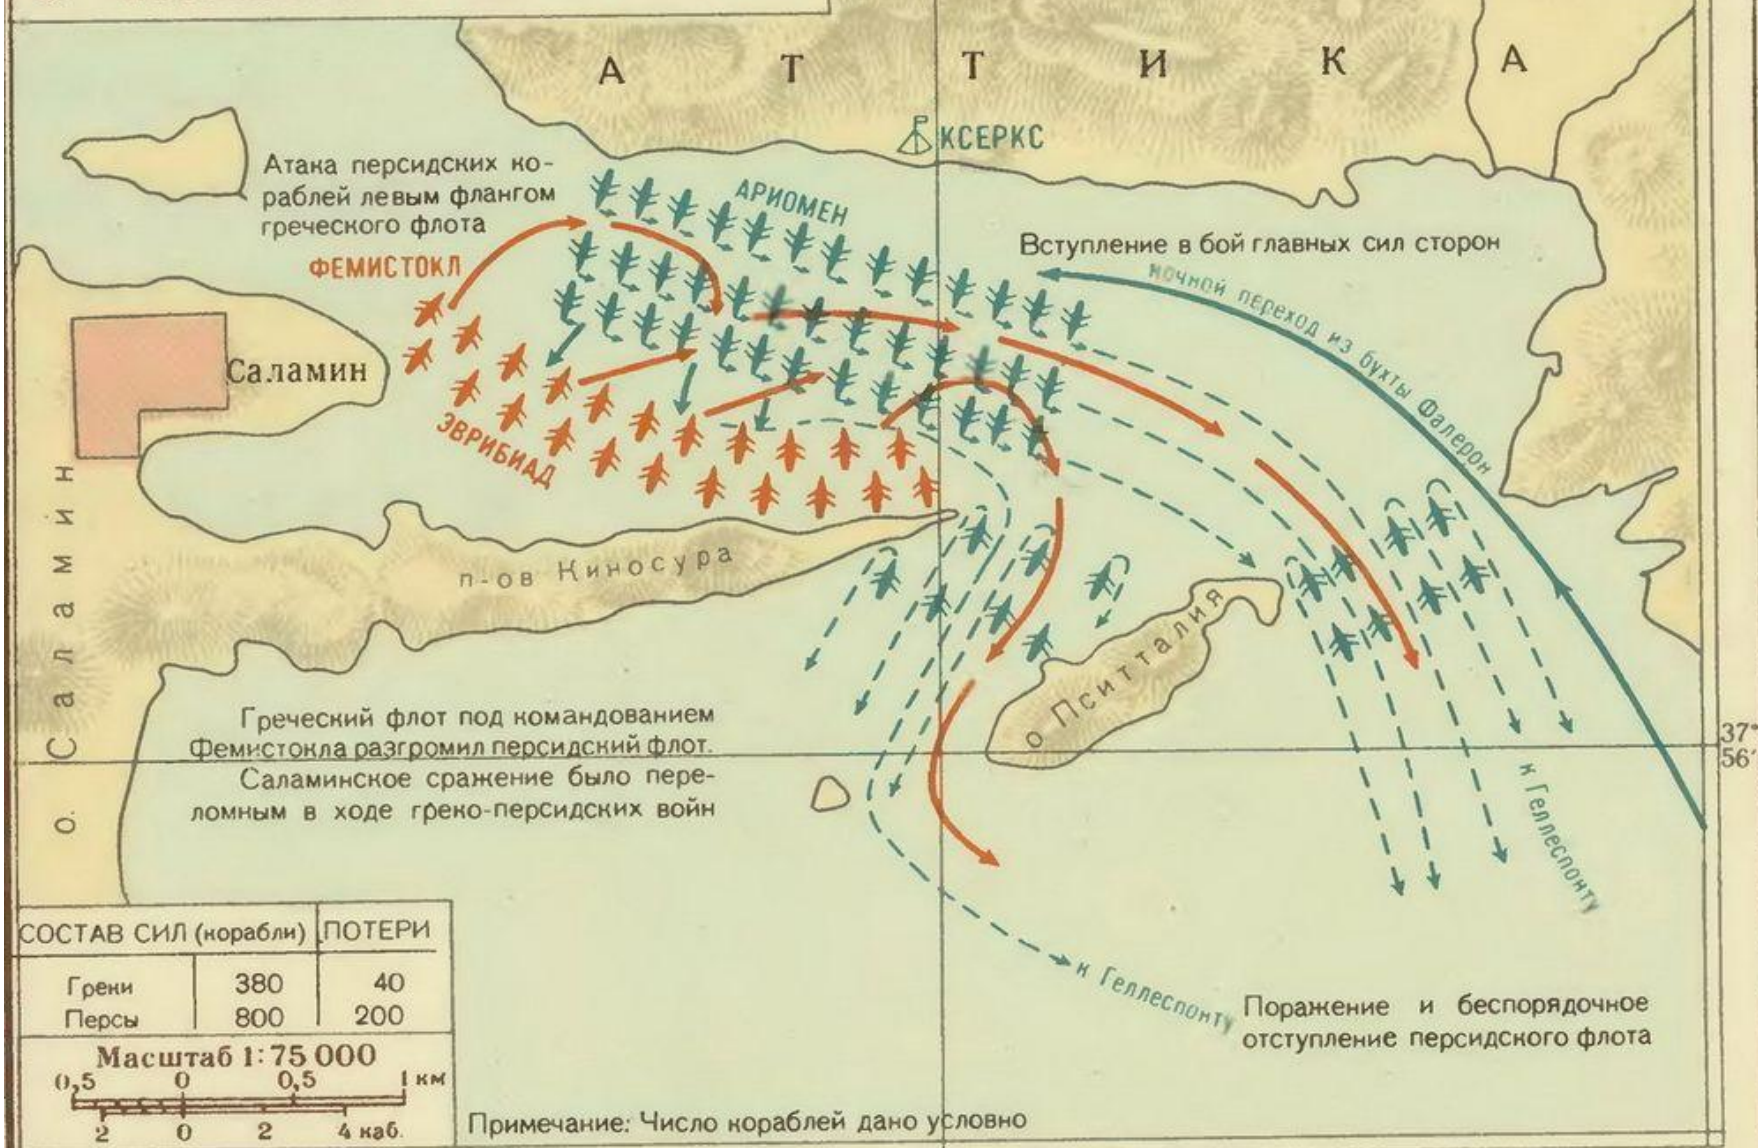 АТТИКА
КСЕРКС
Атака персидских ко-
раблей левым флангом
греческого флота
АРИОМЕН
ФЕМИСТОКЛ
Вступление в бой главных сил сторон
ночной переход из бухты Фалерон
Саламин
ЭВРИБИАД
о. Саламин
п-ов Киносура
о Пситталия
Греческий флот под командованием
Фемистокла разгромил персидский флот.
Саламинское сражение было пере-
ломным в ходе греко-персидских войн
37°
56'
к Геллеспонту
к Геллеспонту
Поражение и беспорядочное
отступление персидского флота
СОСТАВ СИЛ (корабли) ПОТЕРИ
Греки 380 40
Персы 800 200
Масштаб 1:75 000
0,5 0 0,5 1 км
2 0 2 4 каб.
Примечание: Число кораблей дано условно